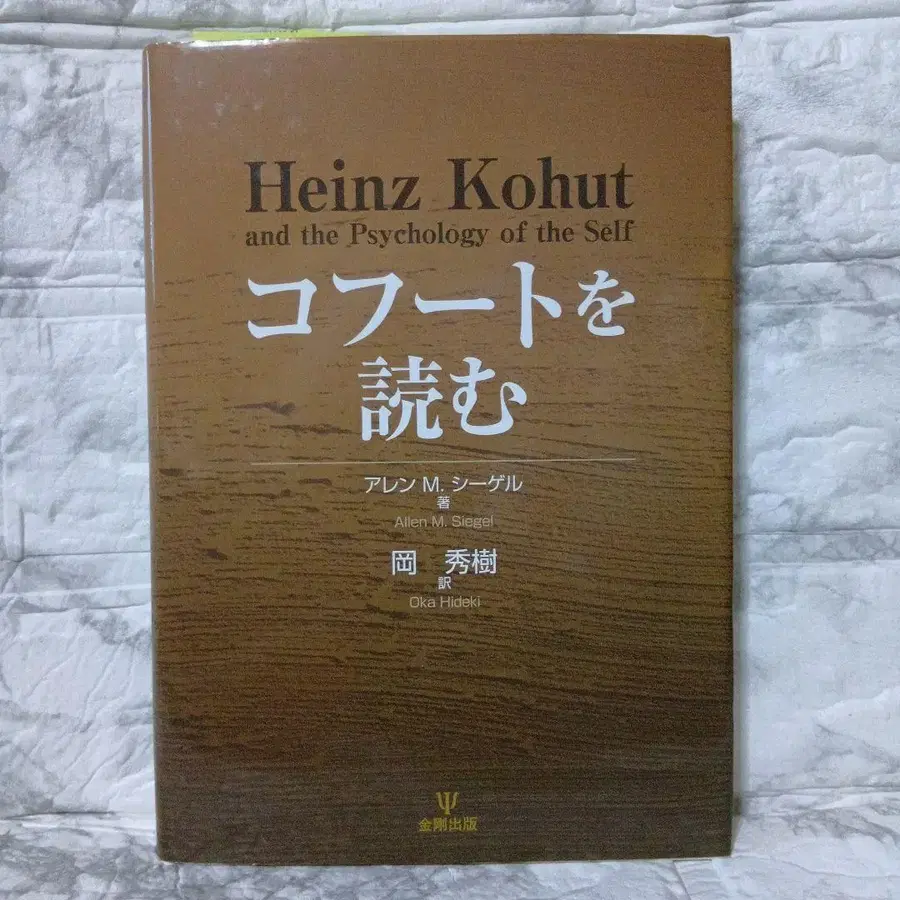 Heinz Kohut
and the Psychology of the Self
コフートを
読む
アレン M. シーゲル
著
Allen M. Siegel
岡 秀樹
訳
Oka Hideki
Ψ
金剛出版